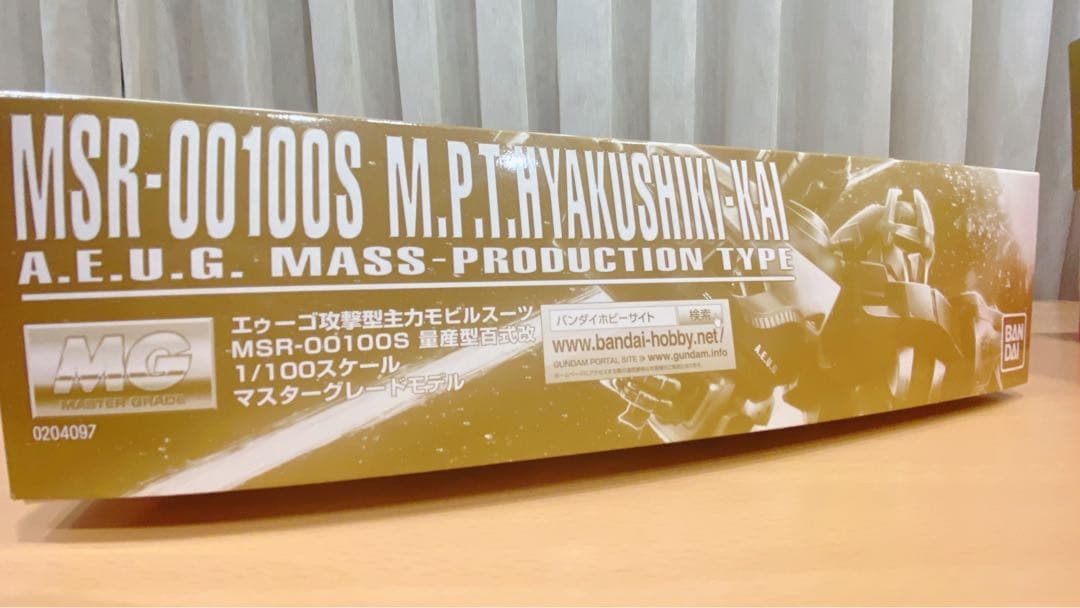 MSR-00100S M.P.T.HYAKUSHIKI-KAI
A.E.U.G. MASS-PRODUCTION TYPE
MG
MASTER GRADE
0204097
エゥーゴ攻撃型主力モビルスーツ
MSR-00100S 量産型百式改
1/100スケール
マスターグレードモデル
バンダイホビーサイト 検索
www.bandai-hobby.net/
GUNDAM PORTAL SITE www.gundam.info
A.E.U.G.
BAN
DAI